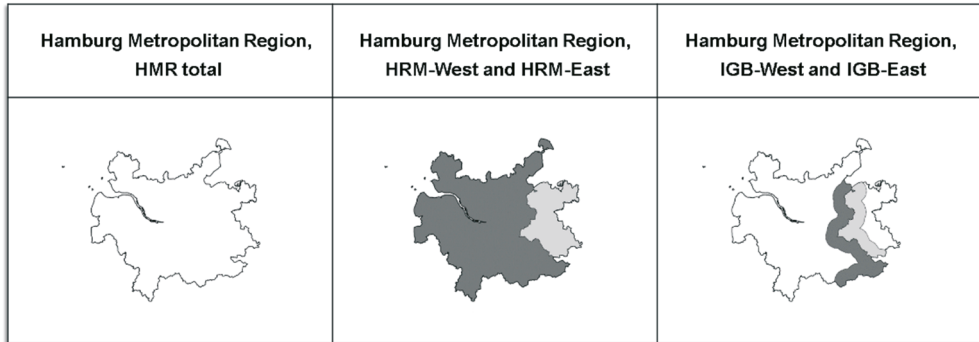 Hamburg Metropolitan Region,
HMR total
Hamburg Metropolitan Region,
HRM-West and HRM-East
Hamburg Metropolitan Region,
IGB-West and IGB-East